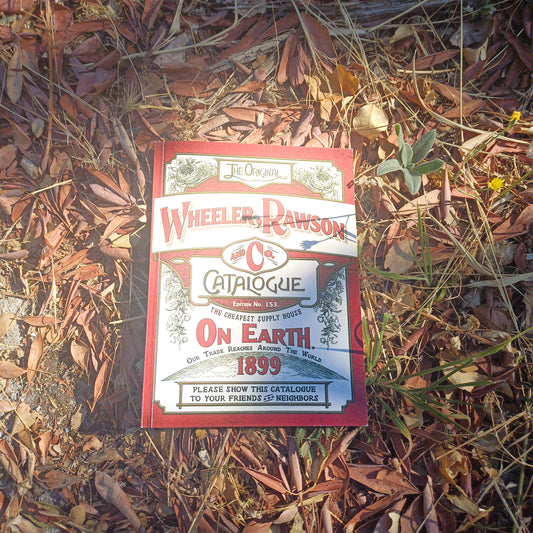 The Original
Wheeler, Rawson
and Co.
Catalogue
Edition No. 153.
The Cheapest Supply House
On Earth.
Our Trade Reaches Around The World
1899
Please show this catalogue
to your friends and neighbors